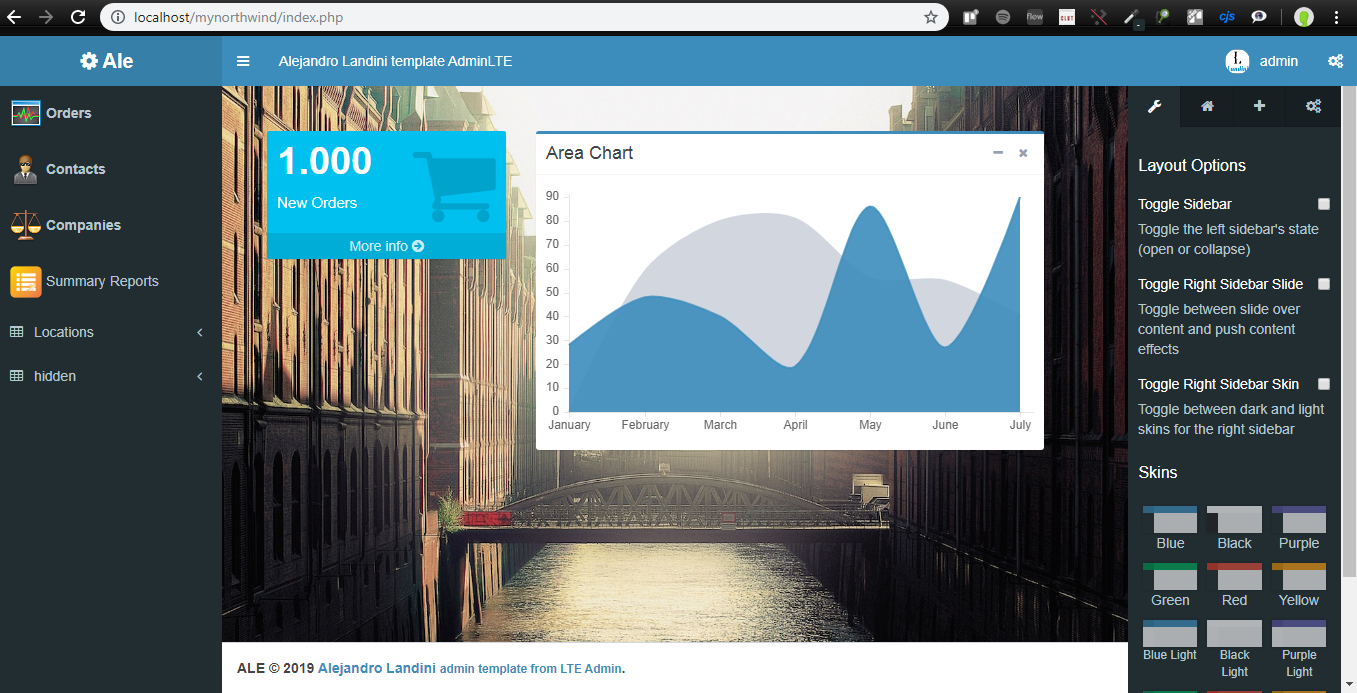 localhost/mynorthwind/index.php
Ale
Alejandro Landini template AdminLTE
admin
Orders
Contacts
Companies
Summary Reports
Locations
hidden
1.000
New Orders
More info
Area Chart
90
80
70
60
50
40
30
20
10
0
January February March April May June July
Layout Options
Toggle Sidebar
Toggle the left sidebar's state
(open or collapse)
Toggle Right Sidebar Slide
Toggle between slide over
content and push content
effects
Toggle Right Sidebar Skin
Toggle between dark and light
skins for the right sidebar
Skins
Blue Black Purple
Green Red Yellow
Blue Light Black Light Purple Light
ALE © 2019 Alejandro Landini admin template from LTE Admin.